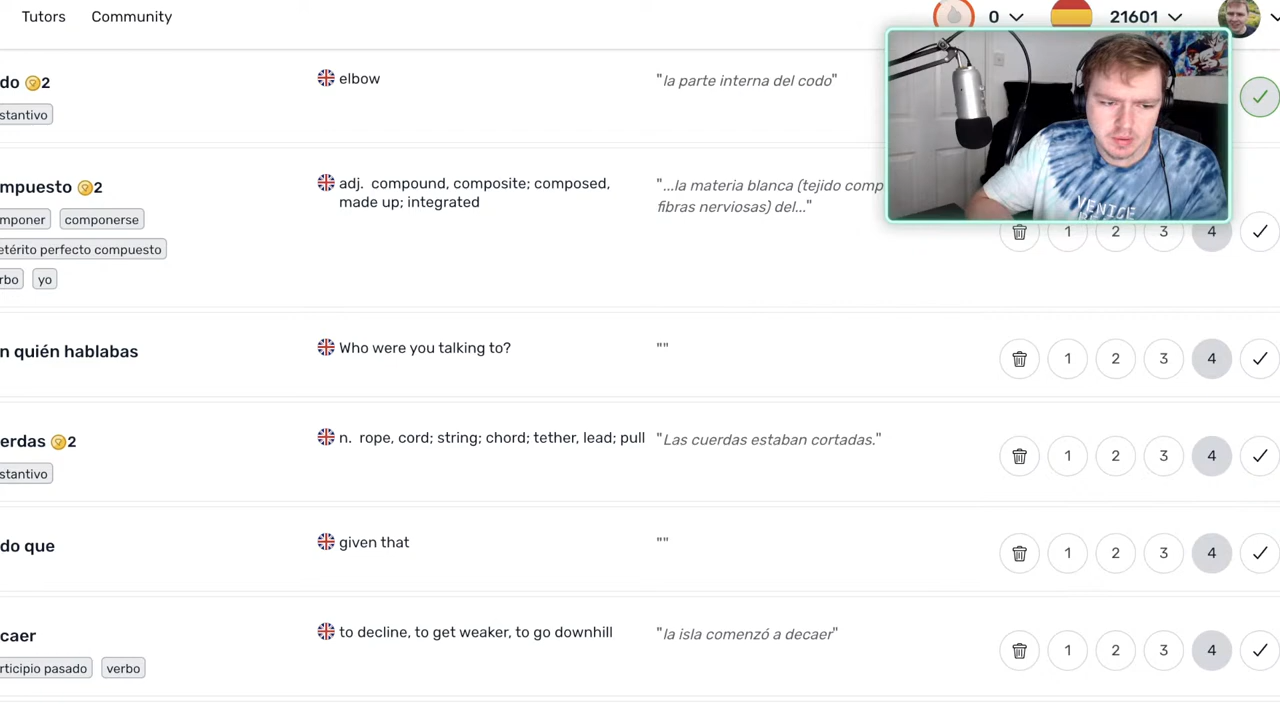 Tutors Community 0 21601
do 2 elbow "la parte interna del codo"
stantivo
mpuesto 2 adj. compound, composite; composed, "...la materia blanca (tejido comp
made up; integrated fibras nerviosas) del..."
mponer componerse 1 2 3 4
etérito perfecto compuesto
rbo yo
n quién hablabas Who were you talking to? "" 1 2 3 4
erdas 2 n. rope, cord; string; chord; tether, lead; pull "Las cuerdas estaban cortadas." 1 2 3 4
stantivo
do que given that "" 1 2 3 4
caer to decline, to get weaker, to go downhill "la isla comenzó a decaer" 1 2 3 4
rticipio pasado verbo
VENICE